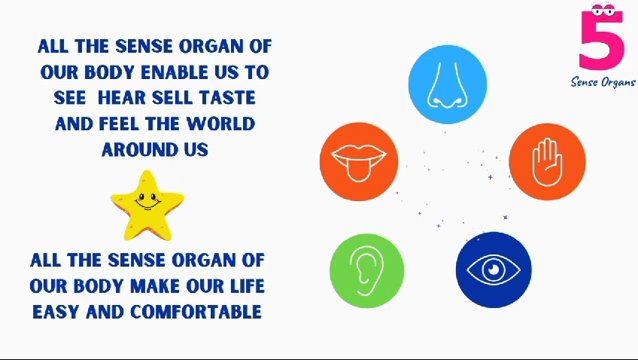 ALL THE SENSE ORGAN OF
OUR BODY ENABLE US TO
SEE HEAR SELL TASTE
AND FEEL THE WORLD
AROUND US
ALL THE SENSE ORGAN OF
OUR BODY MAKE OUR LIFE
EASY AND COMFORTABLE
5
Sense Organs